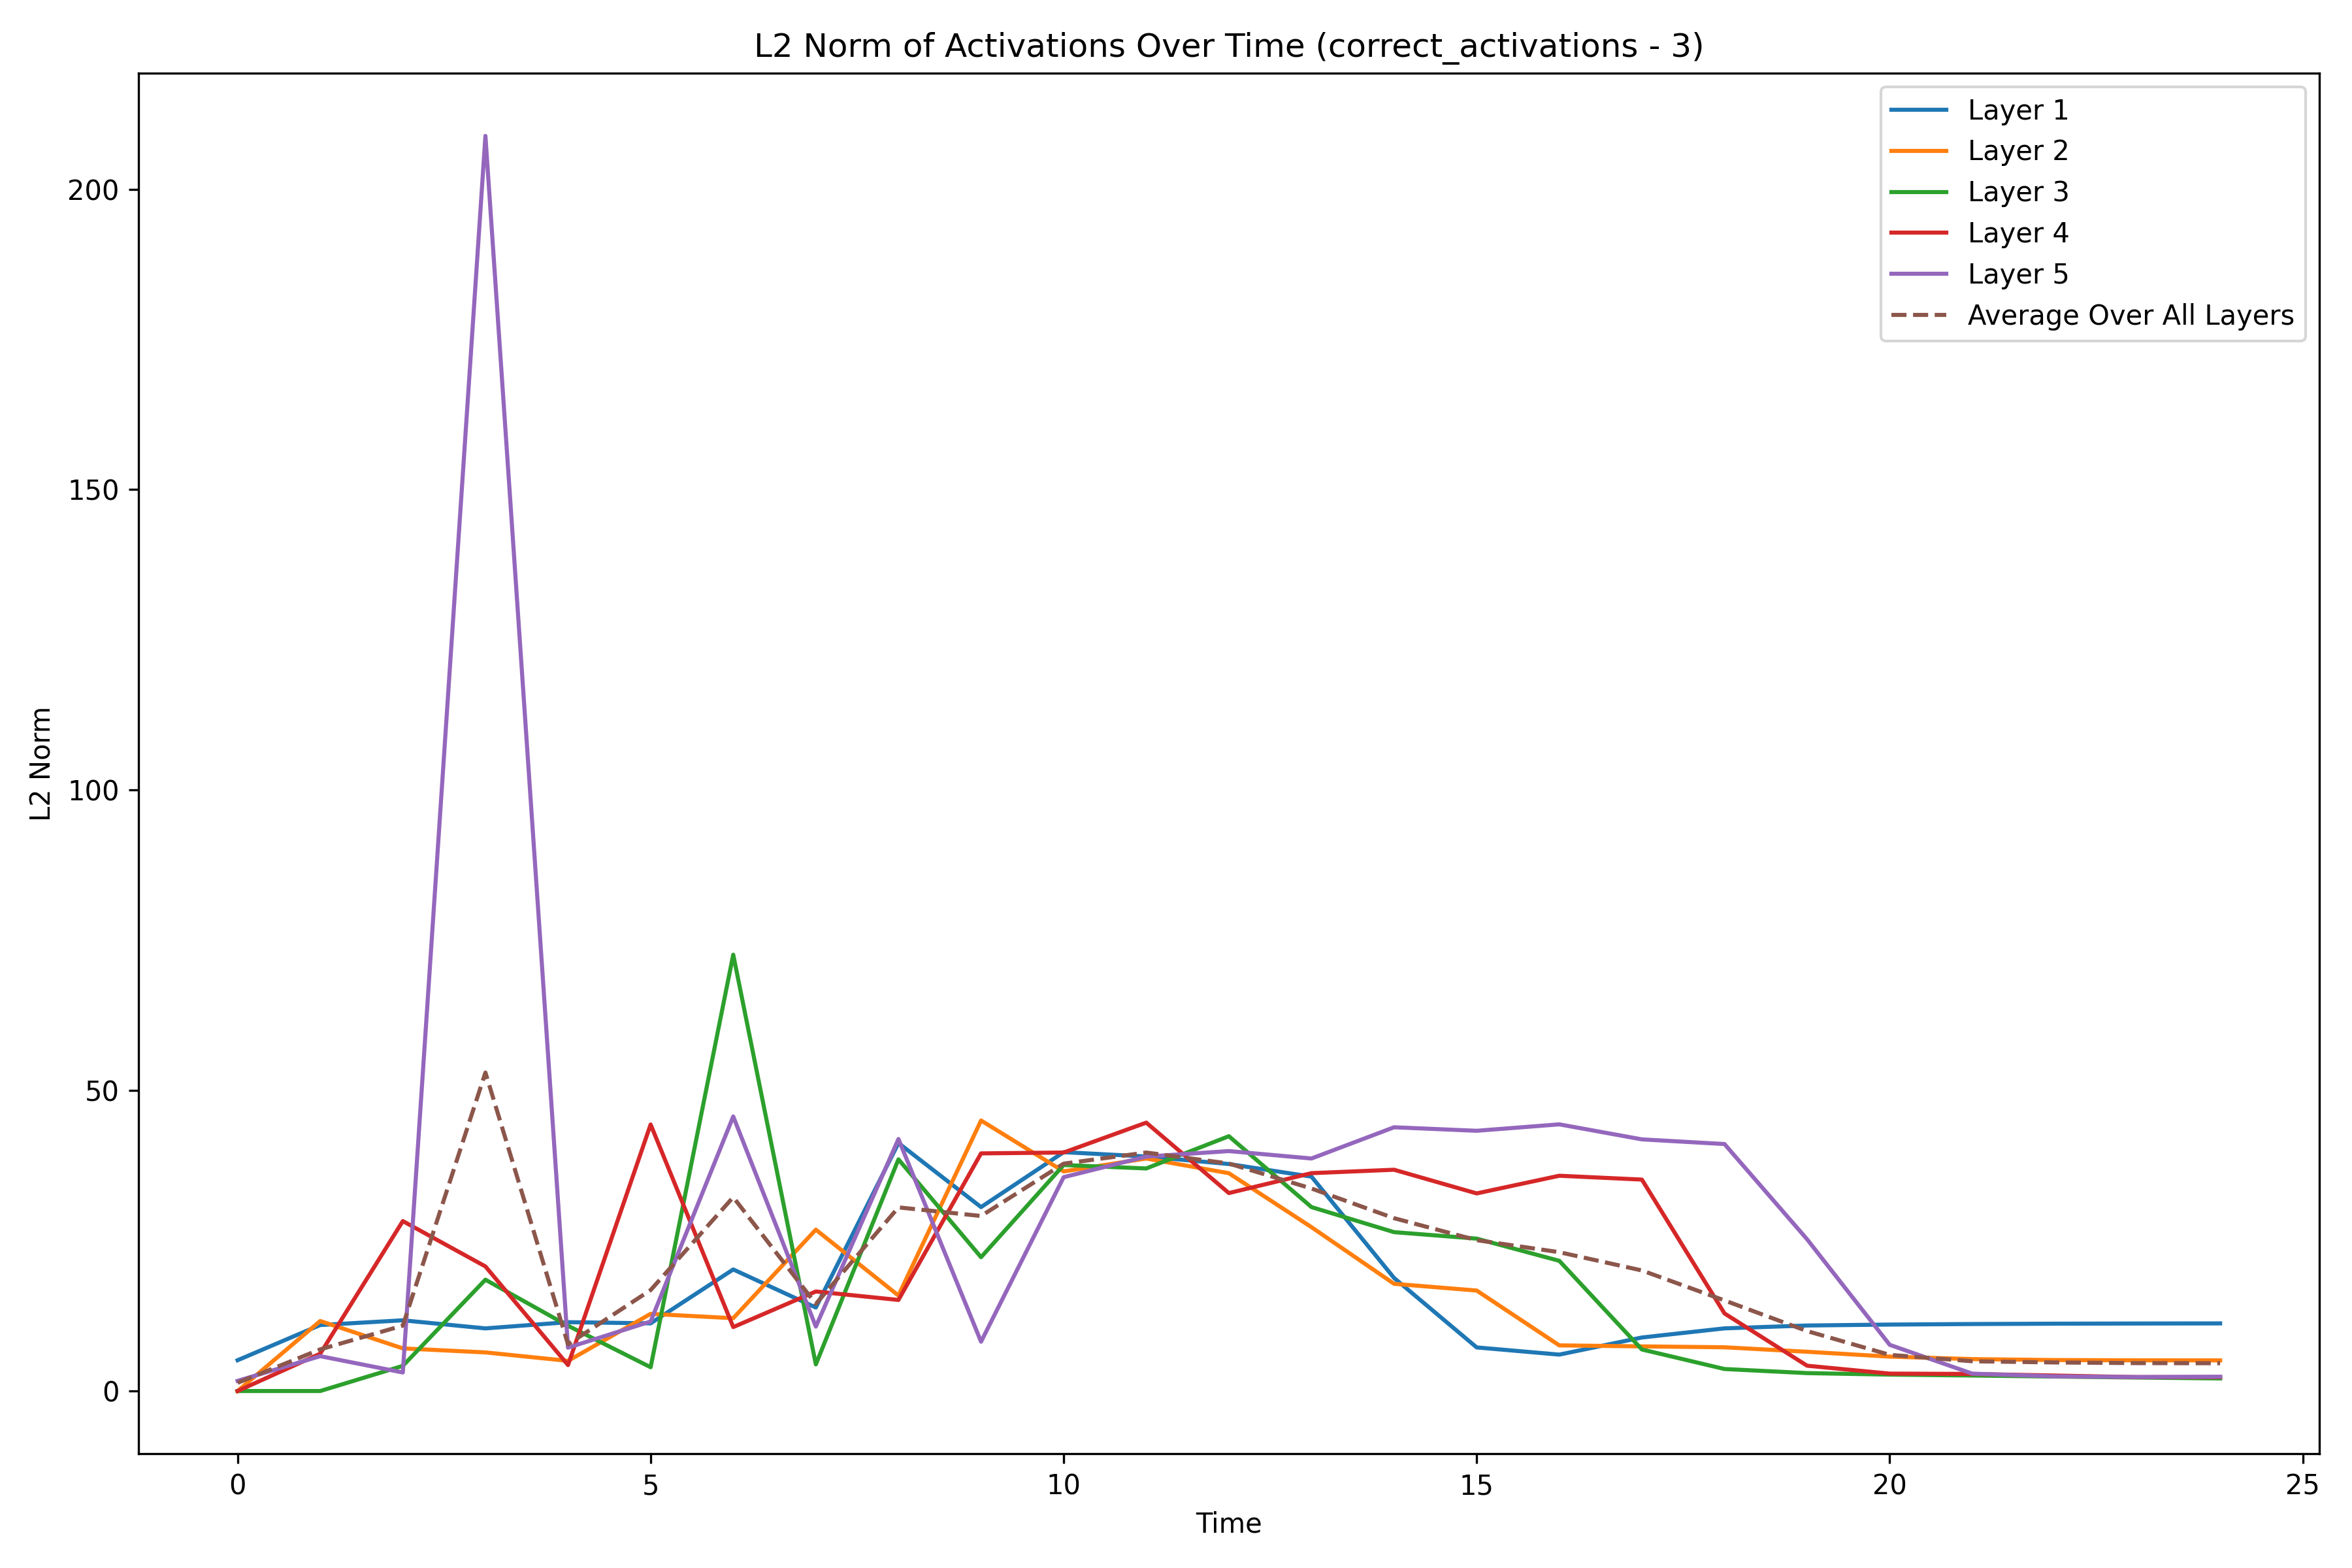 L2 Norm of Activations Over Time (correct_activations - 3)
Layer 1
Layer 2
Layer 3
Layer 4
Layer 5
Average Over All Layers
L2 Norm
200
150
100
50
0
0 5 10 15 20 25
Time